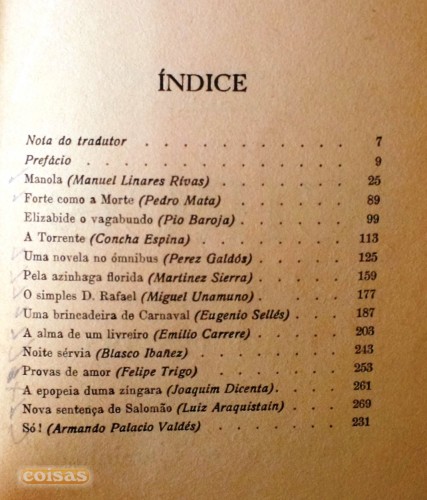 ÍNDICE
Nota do tradutor . . . . . . . . . . . 7
Prefácio . . . . . . . . . . . . . 9
Manola (Manuel Linares Rivas) . . . . . . . 25
Forte como a Morte (Pedro Mata) . . . . . . 89
Elizabide o vagabundo (Pio Baroja) . . . . . . 99
A Torrente (Concha Espina) . . . . . . . . 113
Uma novela no ómnibus (Perez Galdós) . . . . . 125
Pela azinhaga florida (Martinez Sierra) . . . . . 159
O simples D. Rafael (Miguel Unamuno) . . . . . 177
Uma brincadeira de Carnaval (Eugenio Sellés) . . . 187
A alma de um livreiro (Emilio Carrere) . . . . . 203
Noite sérvia (Blasco Ibañez) . . . . . . . . 243
Provas de amor (Felipe Trigo) . . . . . . . 253
A epopeia duma zíngara (Joaquim Dicenta) . . . . 261
Nova sentença de Salomão (Luiz Araquistain) . . . 269
Só! (Armando Palacio Valdés) . . . . . . . 231
coisas